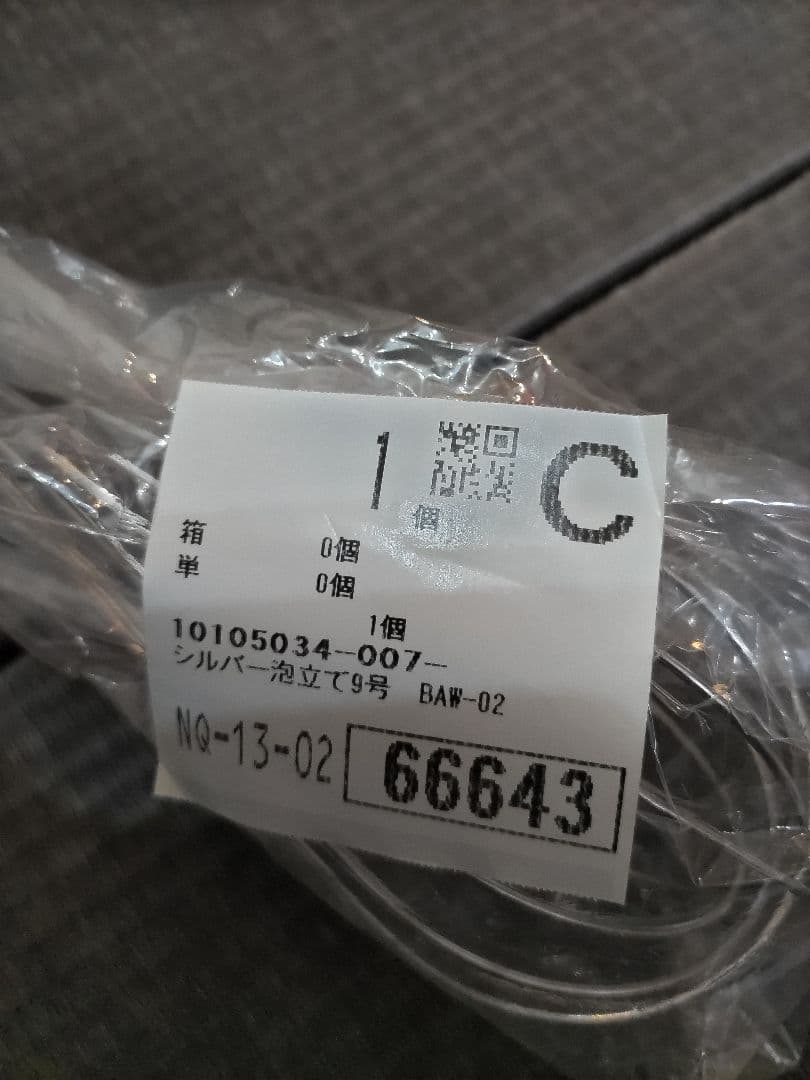 1個 C
箱 0個
単 0個
1個
10105034-007-
シルバー泡立て9号 BAW-02
NQ-13-02 66643